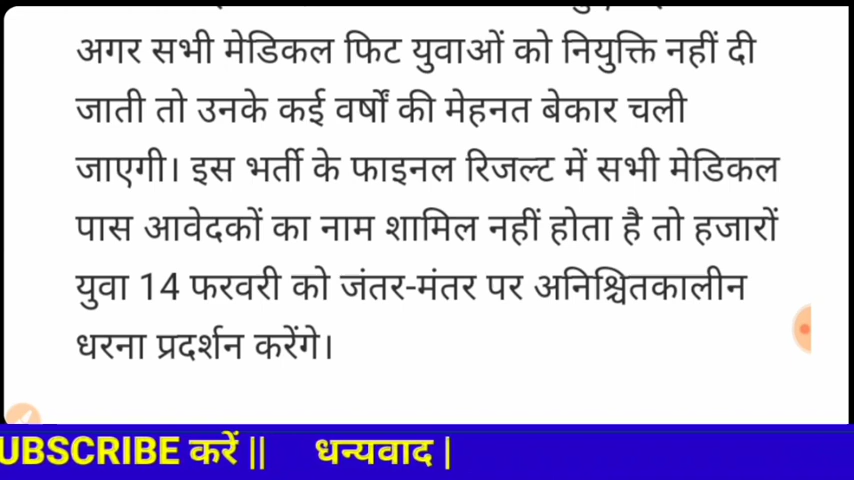 अगर सभी मेडिकल फिट युवाओं को नियुक्ति नहीं दी
जाती तो उनके कई वर्षों की मेहनत बेकार चली
जाएगी। इस भर्ती के फाइनल रिजल्ट में सभी मेडिकल
पास आवेदकों का नाम शामिल नहीं होता है तो हजारों
युवा 14 फरवरी को जंतर-मंतर पर अनिश्चितकालीन
धरना प्रदर्शन करेंगे।
UBSCRIBE करें || धन्यवाद |